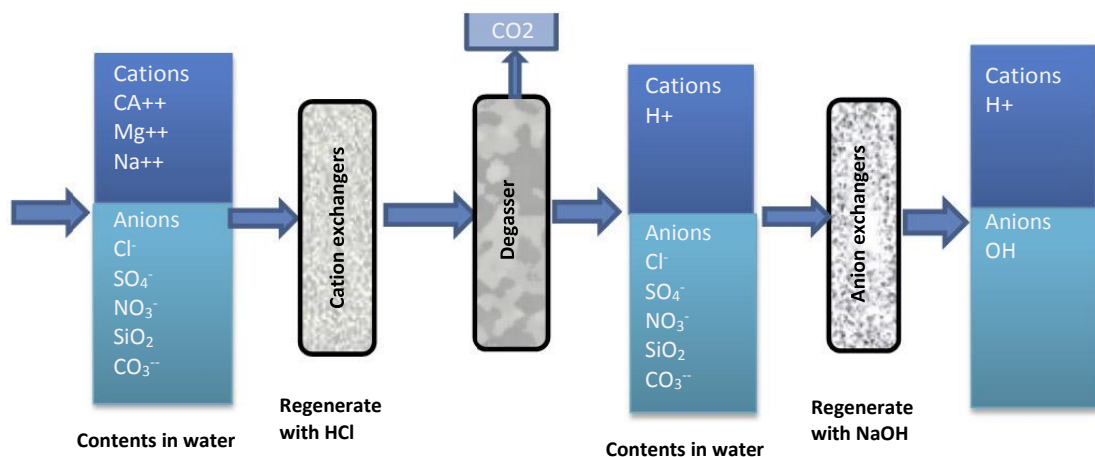 CO2
Cations
CA++
Mg++
Na++
Anions
Cl⁻
SO₄⁻
NO₃⁻
SiO₂
CO₃⁻⁻
Contents in water
Cation exchangers
Regenerate
with HCl
Degasser
Cations
H+
Anions
Cl⁻
SO₄⁻
NO₃⁻
SiO₂
CO₃⁻⁻
Contents in water
Anion exchangers
Regenerate
with NaOH
Cations
H+
Anions
OH